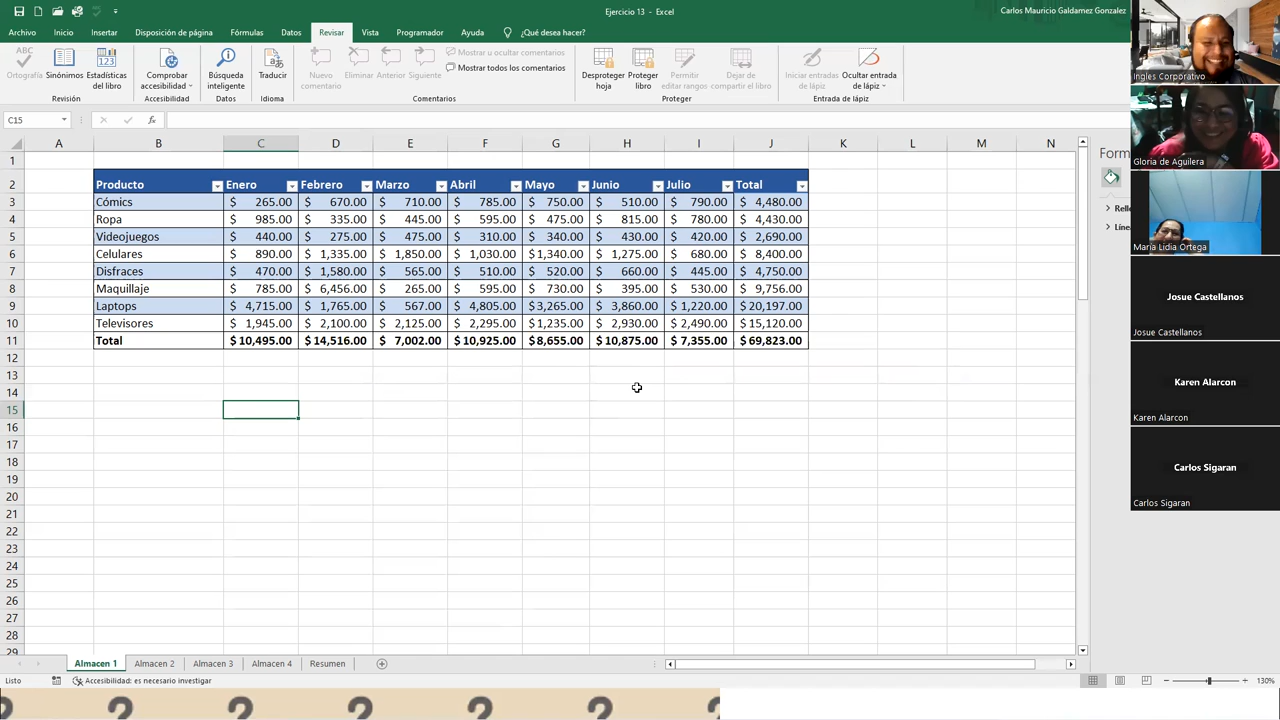 Ejercicio 13 - Excel
Carlos Mauricio Galdamez Gonzalez
Archivo Inicio Insertar Disposición de página Fórmulas Datos Revisar Vista Programador Ayuda ¿Qué desea hacer?
ABC
123
Ortografía Sinónimos Estadísticas del libro
Revisión
Comprobar accesibilidad
Accesibilidad
Búsqueda inteligente
Datos
Traducir
Idioma
Nuevo comentario Eliminar Anterior Siguiente
Mostrar u ocultar comentario
Mostrar todos los comentarios
Comentarios
Desproteger hoja Proteger libro Permitir editar rangos Dejar de compartir el libro
Proteger
Iniciar entradas de lápiz Ocultar entrada de lápiz
Entrada de lápiz
C15 fx
A B C D E F G H I J K L M N
1
2 Producto Enero Febrero Marzo Abril Mayo Junio Julio Total
3 Cómics $ 265.00 $ 670.00 $ 710.00 $ 785.00 $ 750.00 $ 510.00 $ 790.00 $ 4,480.00
4 Ropa $ 985.00 $ 335.00 $ 445.00 $ 595.00 $ 475.00 $ 815.00 $ 780.00 $ 4,430.00
5 Videojuegos $ 440.00 $ 275.00 $ 475.00 $ 310.00 $ 340.00 $ 430.00 $ 420.00 $ 2,690.00
6 Celulares $ 890.00 $ 1,335.00 $ 1,850.00 $ 1,030.00 $ 1,340.00 $ 1,275.00 $ 680.00 $ 8,400.00
7 Disfraces $ 470.00 $ 1,580.00 $ 565.00 $ 510.00 $ 520.00 $ 660.00 $ 445.00 $ 4,750.00
8 Maquillaje $ 785.00 $ 6,456.00 $ 265.00 $ 595.00 $ 730.00 $ 395.00 $ 530.00 $ 9,756.00
9 Laptops $ 4,715.00 $ 1,765.00 $ 567.00 $ 4,805.00 $ 3,265.00 $ 3,860.00 $ 1,220.00 $ 20,197.00
10 Televisores $ 1,945.00 $ 2,100.00 $ 2,125.00 $ 2,295.00 $ 1,235.00 $ 2,930.00 $ 2,490.00 $ 15,120.00
11 Total $ 10,495.00 $ 14,516.00 $ 7,002.00 $ 10,925.00 $ 8,655.00 $ 10,875.00 $ 7,355.00 $ 69,823.00
12
13
14
15
16
17
18
19
20
21
22
23
24
25
26
27
28
29
Almacen 1 Almacen 2 Almacen 3 Almacen 4 Resumen
Listo Accesibilidad: es necesario investigar 130%
Form
Relle
Línea
Ingles Corporativo
Gloria de Aguilera
María Lidia Ortega
Josue Castellanos
Josue Castellanos
Karen Alarcon
Karen Alarcon
Carlos Sigaran
Carlos Sigaran
? ? ? ? ? ?